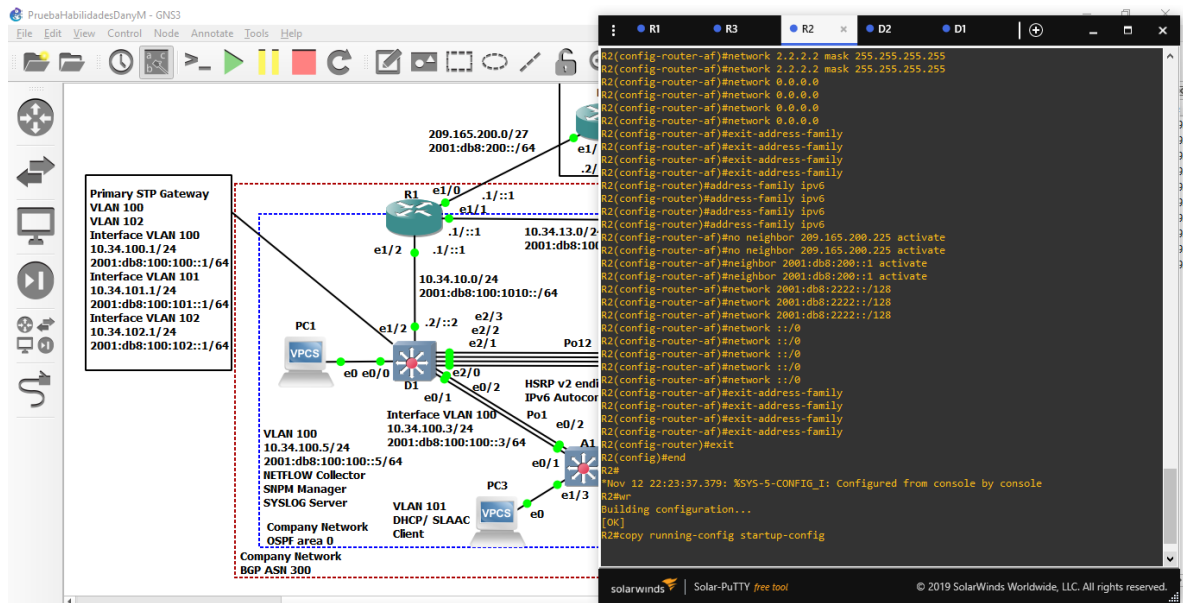 PruebaHabilidadesDanyM - GNS3
File Edit View Control Node Annotate Tools Help
209.165.200.0/27
2001:db8:200::/64
e1/
.2/
Primary STP Gateway
VLAN 100
VLAN 102
Interface VLAN 100
10.34.100.1/24
2001:db8:100:100::1/64
Interface VLAN 101
10.34.101.1/24
2001:db8:100:101::1/64
Interface VLAN 102
10.34.102.1/24
2001:db8:100:102::1/64
R1
e1/0
.1/::1
e1/1
.1/::1
10.34.13.0/2
2001:db8:100
e1/2
.1/::1
10.34.10.0/24
2001:db8:100:1010::/64
e1/2
.2/::2
e2/3
e2/2
e2/1
Po12
PC1
VPCS
e0 e0/0
D1
e2/0
e0/2
e0/1
HSRP v2 endi
IPv6 Autocor
Interface VLAN 100
10.34.100.3/24
2001:db8:100:100::3/64
Po1
e0/2
A1
e0/1
e1/3
VLAN 100
10.34.100.5/24
2001:db8:100:100::5/64
NETFLOW Collector
SNPM Manager
SYSLOG Server
PC3
VPCS
e0
VLAN 101
DHCP/ SLAAC
Client
Company Network
OSPF area 0
Company Network
BGP ASN 300
R1 R3 R2 D2 D1
R2(config-router-af)#network 2.2.2.2 mask 255.255.255.255
R2(config-router-af)#network 2.2.2.2 mask 255.255.255.255
R2(config-router-af)#network 0.0.0.0
R2(config-router-af)#network 0.0.0.0
R2(config-router-af)#network 0.0.0.0
R2(config-router-af)#network 0.0.0.0
R2(config-router-af)#exit-address-family
R2(config-router-af)#exit-address-family
R2(config-router-af)#exit-address-family
R2(config-router-af)#exit-address-family
R2(config-router)#address-family ipv6
R2(config-router)#address-family ipv6
R2(config-router)#address-family ipv6
R2(config-router)#address-family ipv6
R2(config-router-af)#no neighbor 209.165.200.225 activate
R2(config-router-af)#no neighbor 209.165.200.225 activate
R2(config-router-af)#neighbor 2001:db8:200::1 activate
R2(config-router-af)#neighbor 2001:db8:200::1 activate
R2(config-router-af)#network 2001:db8:2222::/128
R2(config-router-af)#network 2001:db8:2222::/128
R2(config-router-af)#network 2001:db8:2222::/128
R2(config-router-af)#network ::/0
R2(config-router-af)#network ::/0
R2(config-router-af)#network ::/0
R2(config-router-af)#network ::/0
R2(config-router-af)#network ::/0
R2(config-router-af)#exit-address-family
R2(config-router-af)#exit-address-family
R2(config-router-af)#exit-address-family
R2(config-router-af)#exit-address-family
R2(config-router)#exit
R2(config)#end
R2#
*Nov 12 22:23:37.379: %SYS-5-CONFIG_I: Configured from console by console
R2#wr
Building configuration...
[OK]
R2#copy running-config startup-config
solarwinds Solar-PuTTY free tool © 2019 SolarWinds Worldwide, LLC. All rights reserved.